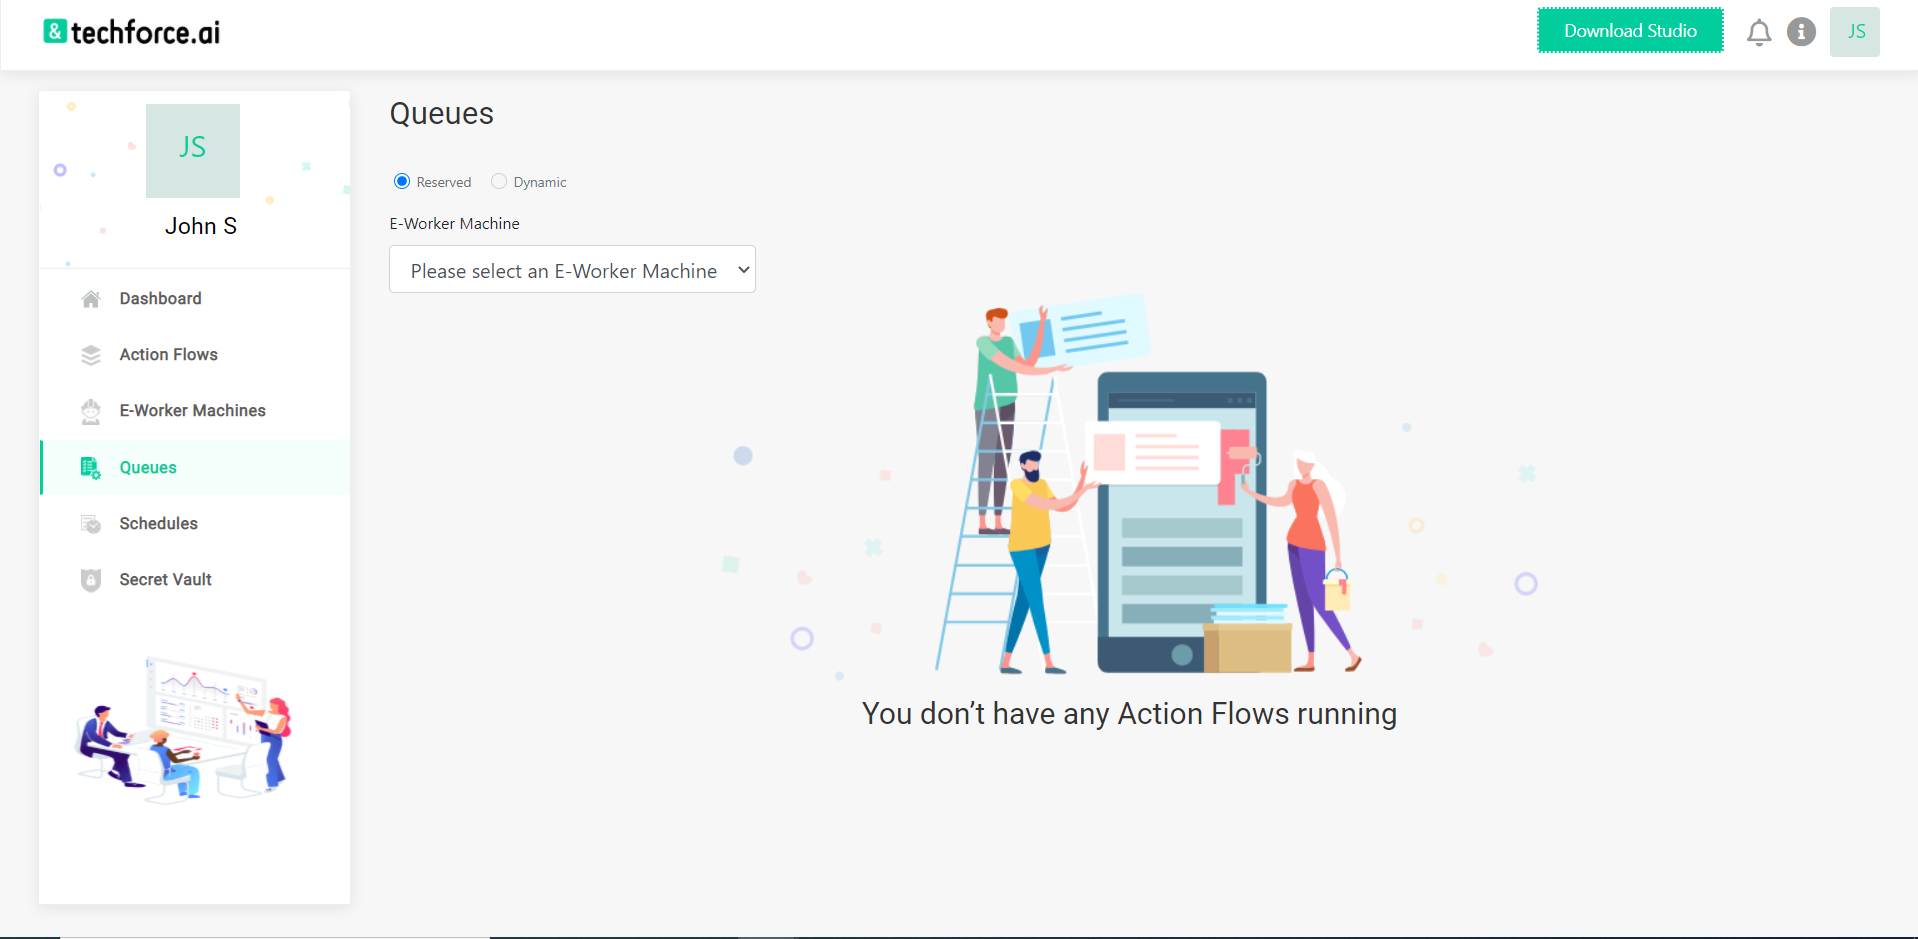 & techforce.ai
Download Studio
JS
JS
John S
Dashboard
Action Flows
E-Worker Machines
Queues
Schedules
Secret Vault
Queues
Reserved Dynamic
E-Worker Machine
Please select an E-Worker Machine
You don’t have any Action Flows running